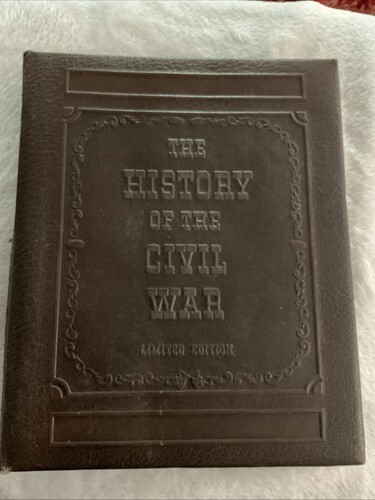 THE
HISTORY
OF THE
CIVIL
WAR
LIMITED EDITION